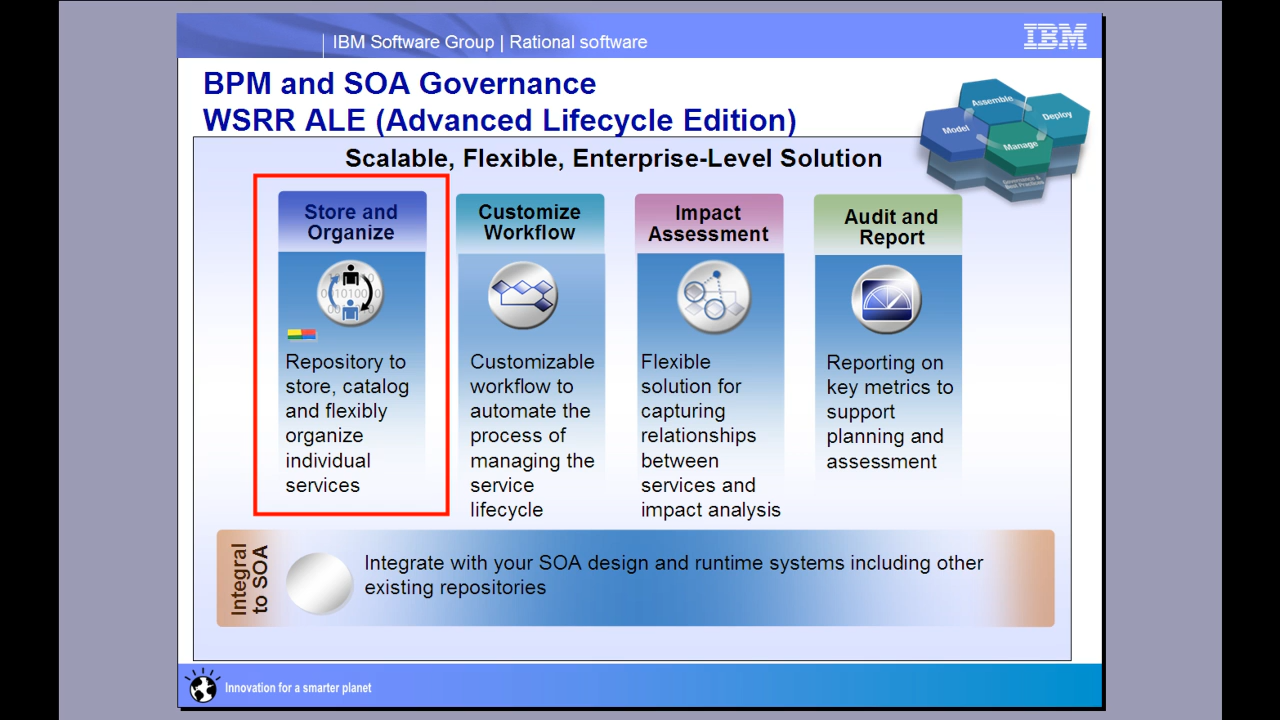 IBM Software Group | Rational software
IBM
BPM and SOA Governance
WSRR ALE (Advanced Lifecycle Edition)
Assemble
Model
Deploy
Manage
Governance &
Best Practices
Scalable, Flexible, Enterprise-Level Solution
Store and
Organize
Repository to
store, catalog
and flexibly
organize
individual
services
Customize
Workflow
Customizable
workflow to
automate the
process of
managing the
service
lifecycle
Impact
Assessment
Flexible
solution for
capturing
relationships
between
services and
impact analysis
Audit and
Report
Reporting on
key metrics to
support
planning and
assessment
Integral
to SOA
Integrate with your SOA design and runtime systems including other
existing repositories
Innovation for a smarter planet